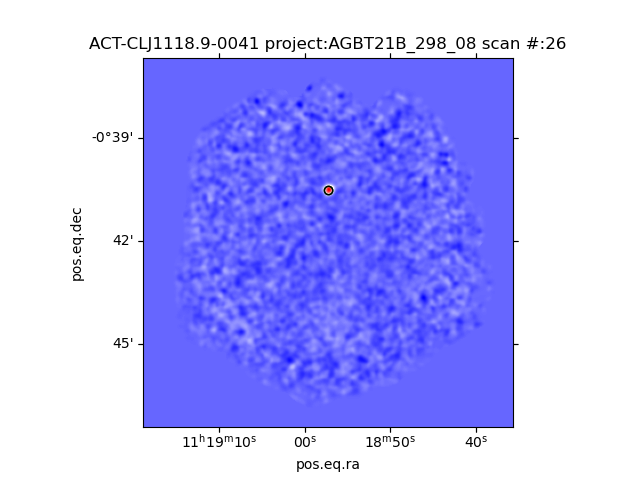 ACT-CLJ1118.9-0041 project:AGBT21B_298_08 scan #:26
pos.eq.dec
-0°39'
42'
45'
11ʰ19ᵐ10ˢ 00ˢ 18ᵐ50ˢ 40ˢ
pos.eq.ra